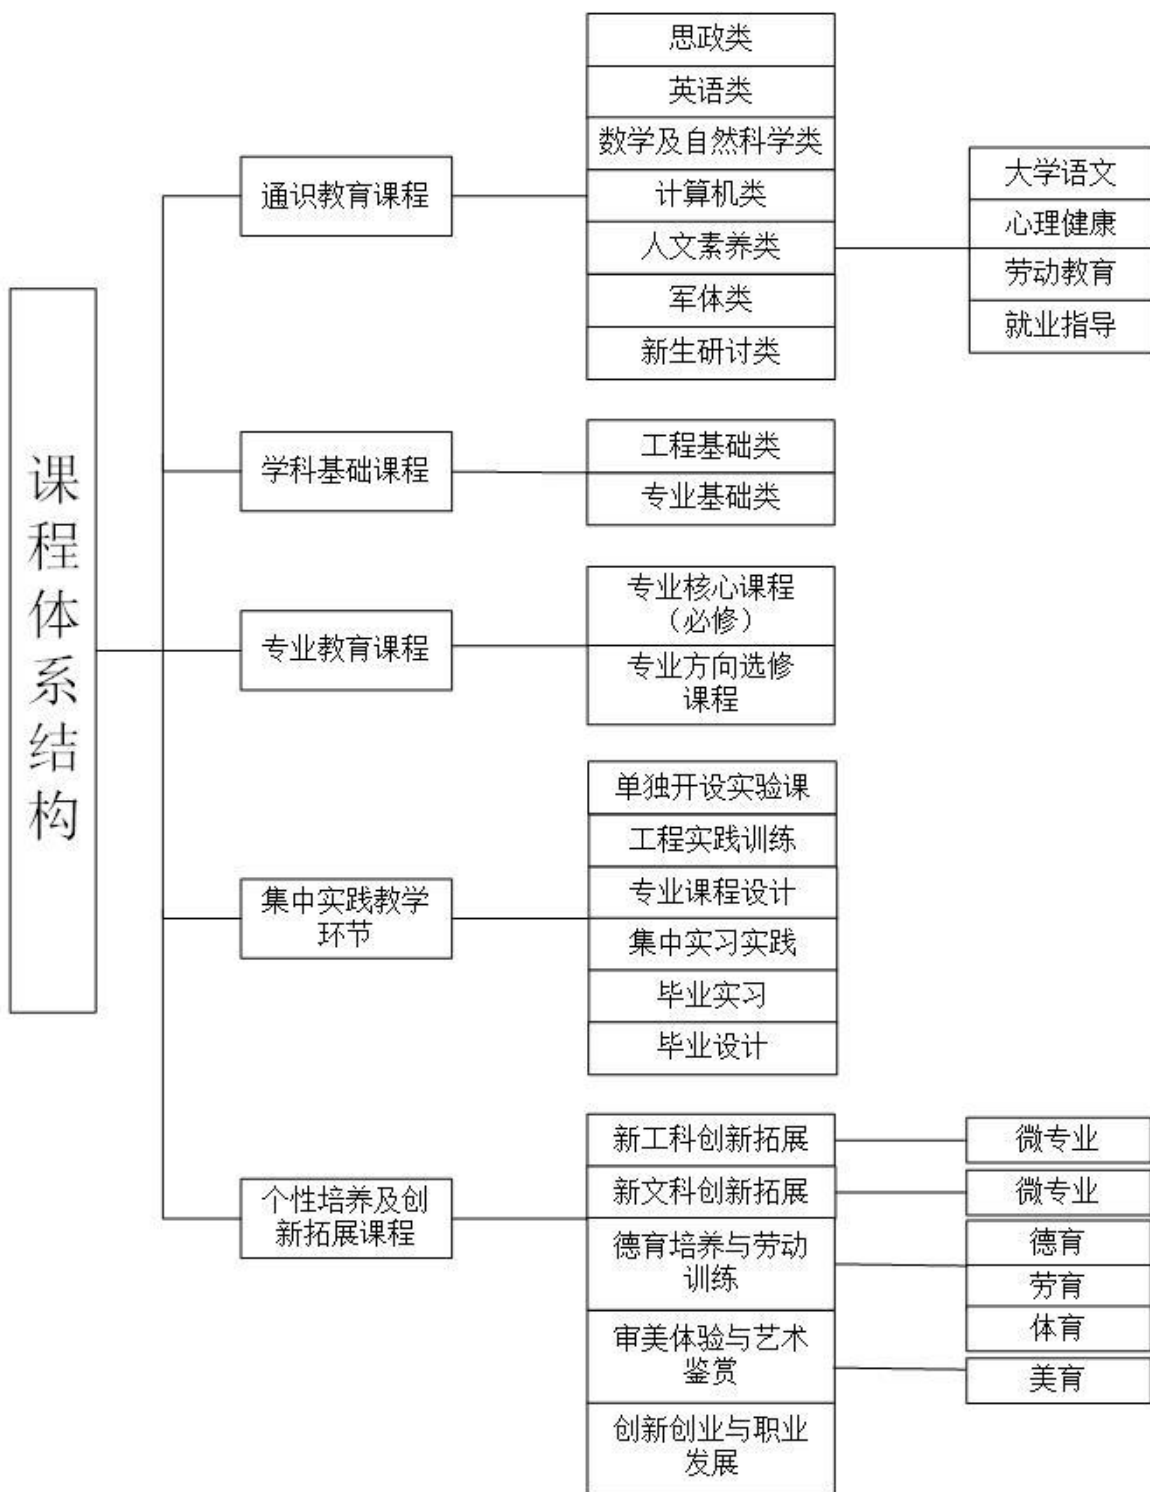 课程体系结构
通识教育课程
思政类
英语类
数学及自然科学类
计算机类
人文素养类
军体类
新生研讨类
大学语文
心理健康
劳动教育
就业指导
学科基础课程
工程基础类
专业基础类
专业教育课程
专业核心课程
（必修）
专业方向选修
课程
集中实践教学
环节
单独开设实验课
工程实践训练
专业课程设计
集中实习实践
毕业实习
毕业设计
个性培养及创
新拓展课程
新工科创新拓展
微专业
新文科创新拓展
微专业
德育培养与劳动
训练
德育
劳育
体育
审美体验与艺术
鉴赏
美育
创新创业与职业
发展